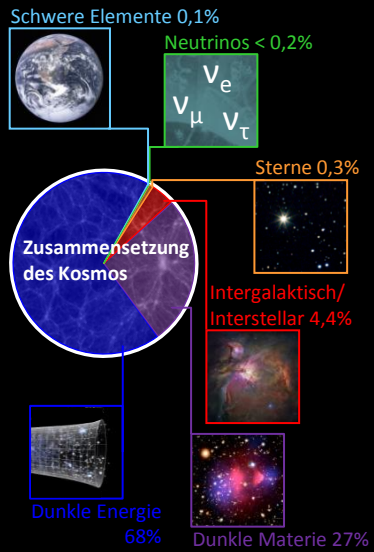 Schwere Elemente 0,1%
Neutrinos < 0,2%
νe
νμ
ντ
Sterne 0,3%
Zusammensetzung
des Kosmos
Intergalaktisch/
Interstellar 4,4%
Dunkle Energie
68%
Dunkle Materie 27%